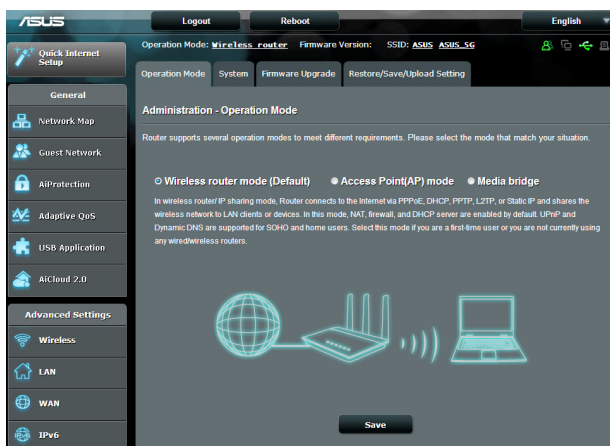 ASUS
Logout
Reboot
English
Quick Internet
Setup
Operation Mode: Wireless router Firmware Version: SSID: ASUS ASUS_5G
Operation Mode
System
Firmware Upgrade
Restore/Save/Upload Setting
General
Network Map
Guest Network
AiProtection
Adaptive QoS
USB Application
AiCloud 2.0
Advanced Settings
Wireless
LAN
WAN
IPv6
Administration - Operation Mode
Router supports several operation modes to meet different requirements. Please select the mode that match your situation.
Wireless router mode (Default) Access Point(AP) mode Media bridge
In wireless router/ IP sharing mode, Router connects to the Internet via PPPoE, DHCP, PPTP, L2TP, or Static IP and shares the
wireless network to LAN clients or devices. In this mode, NAT, firewall, and DHCP server are enabled by default. UPnP and
Dynamic DNS are supported for SOHO and home users. Select this mode if you are a first-time user or you are not currently using
any wired/wireless routers.
Save